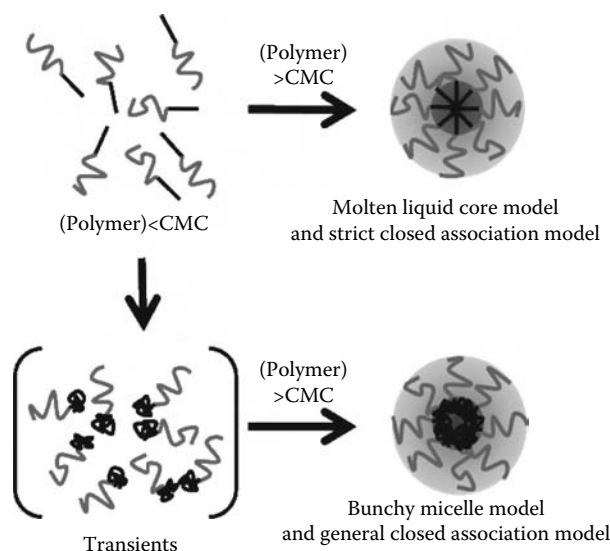 (Polymer)
>CMC
(Polymer)<CMC
Molten liquid core model
and strict closed association model
(Polymer)
>CMC
Transients
Bunchy micelle model
and general closed association model